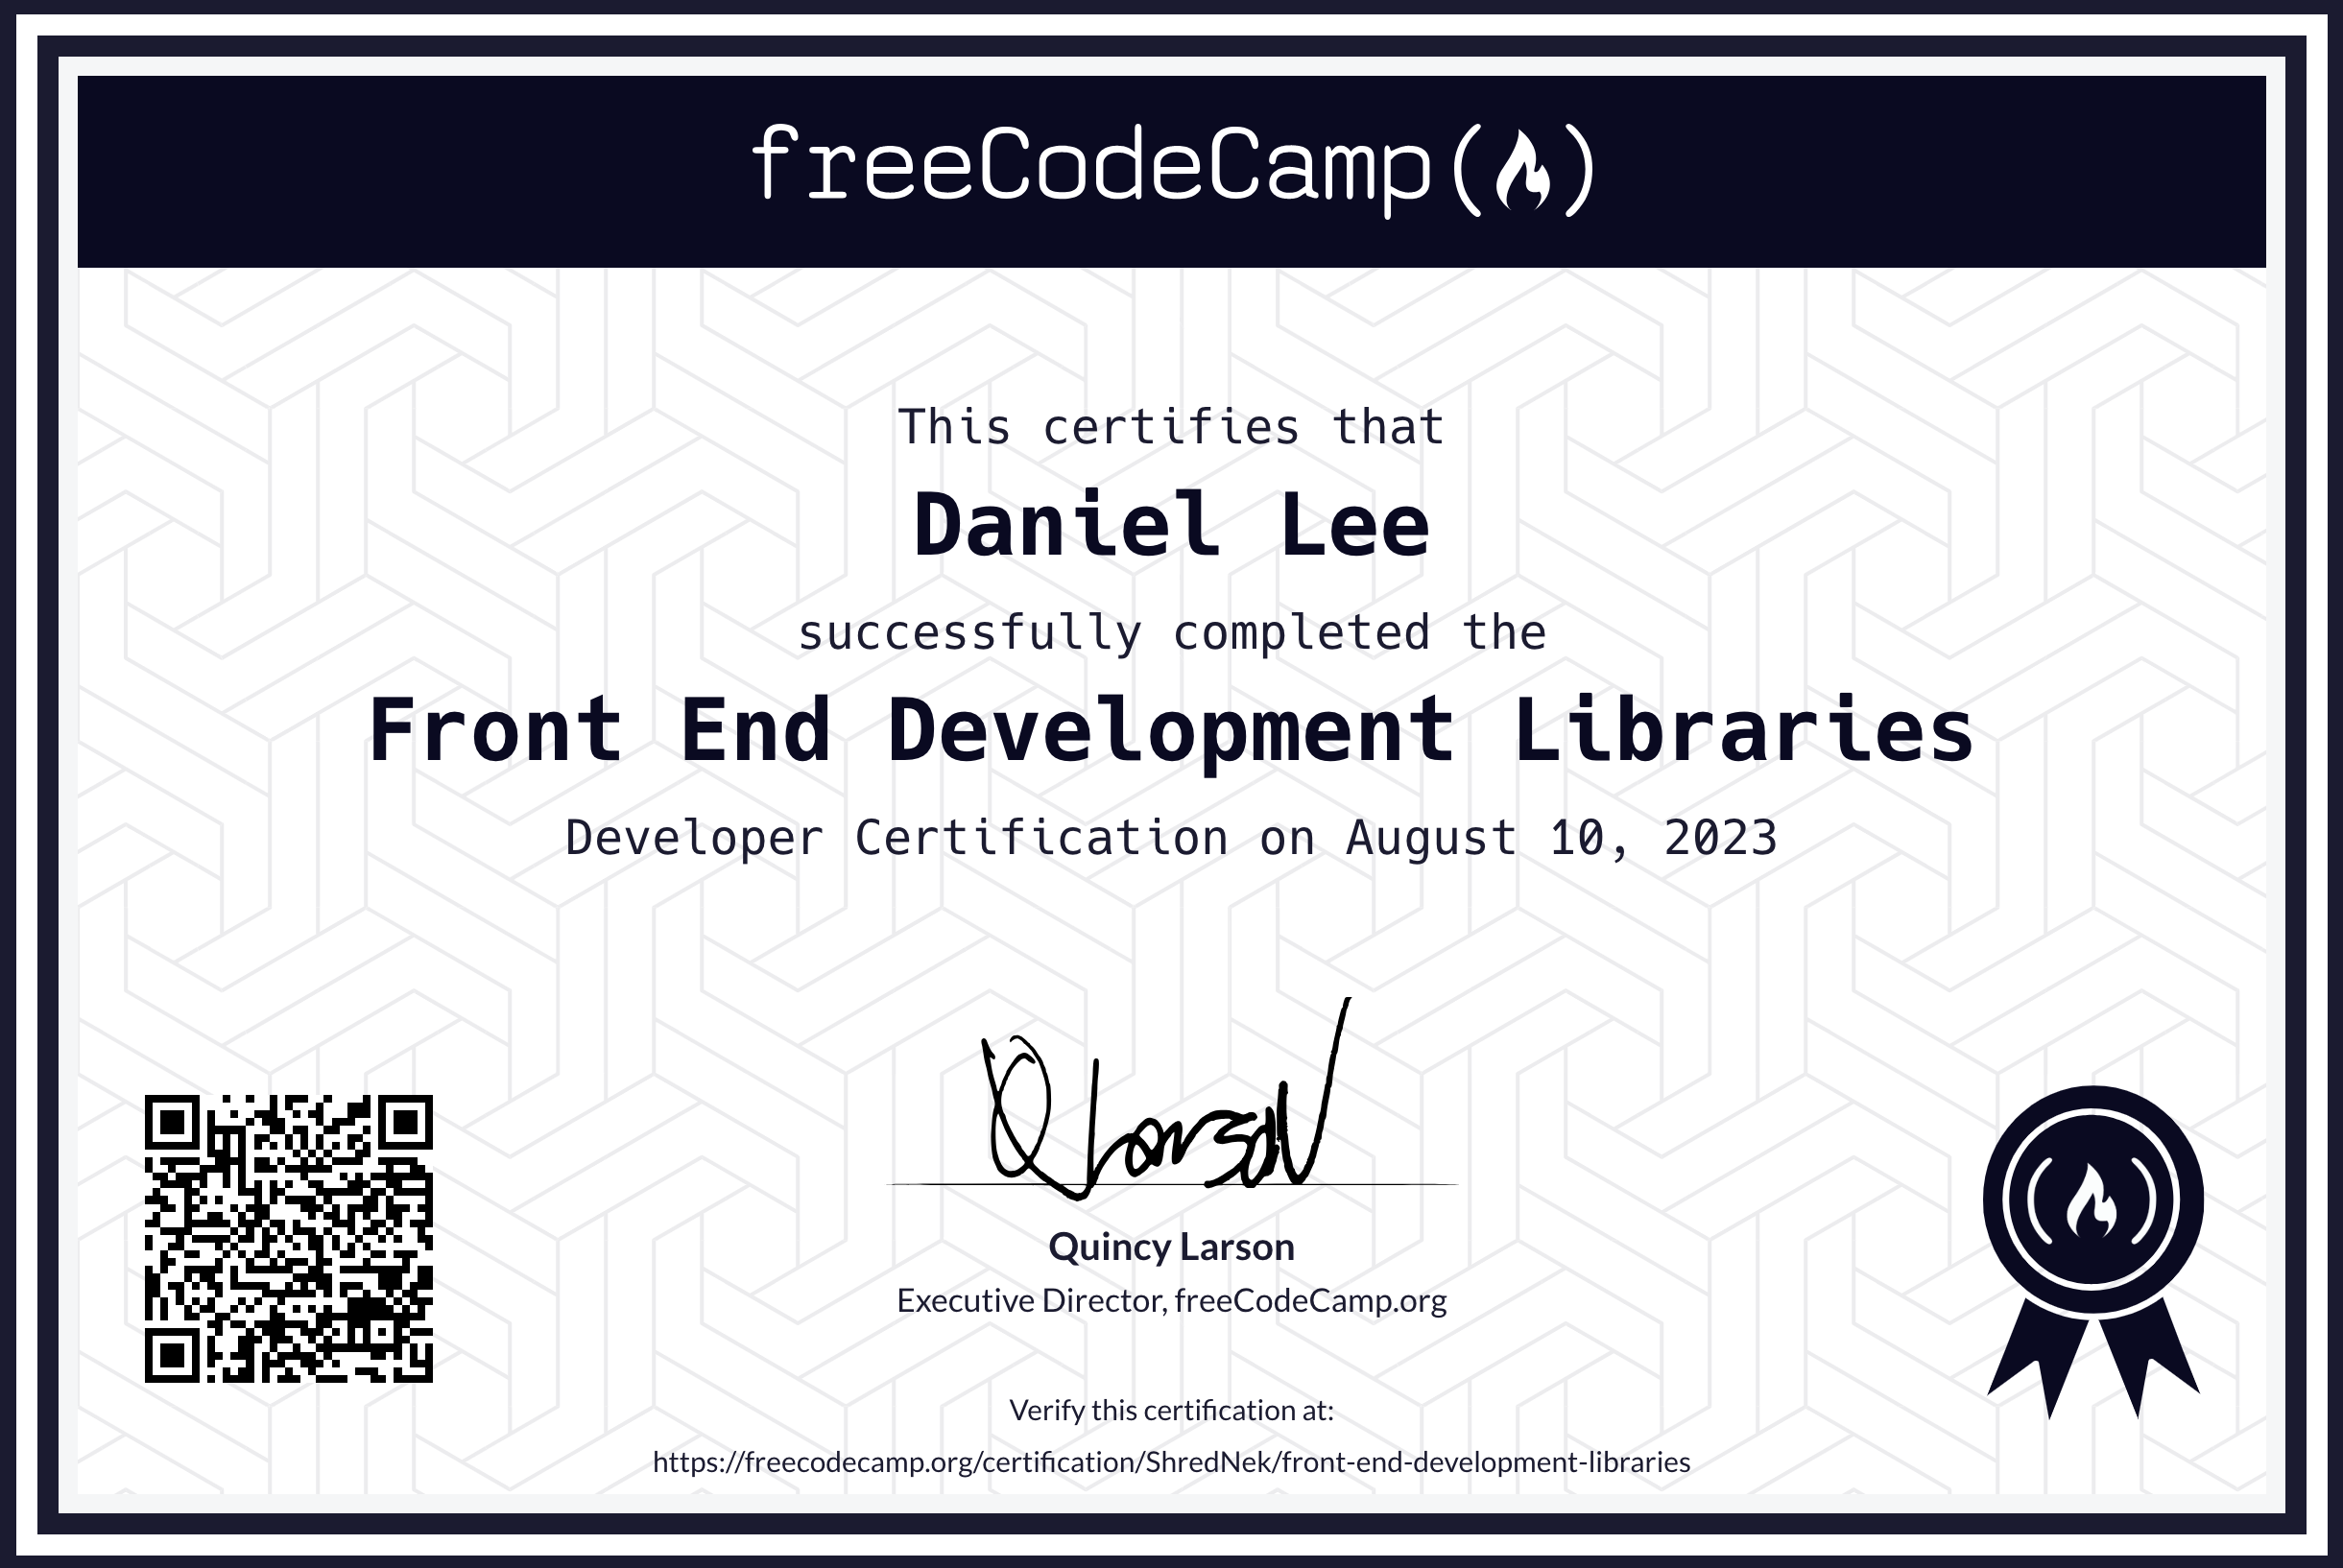 freeCodeCamp
This certifies that
Daniel Lee
successfully completed the
Front End Development Libraries
Developer Certification on August 10, 2023
QLarson
Quincy Larson
Executive Director, freeCodeCamp.org
Verify this certification at:
https://freecodecamp.org/certification/ShredNek/front-end-development-libraries